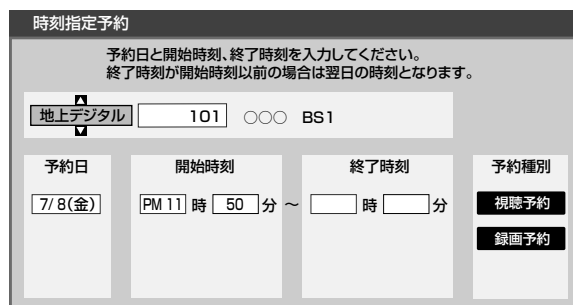 時刻指定予約
予約日と開始時刻、終了時刻を入力してください。
終了時刻が開始時刻以前の場合は翌日の時刻となります。
地上デジタル 101 ○○○ BS1
予約日 開始時刻 終了時刻 予約種別
7/8(金) PM 11 時 50 分 ~ 時 分 視聴予約
録画予約